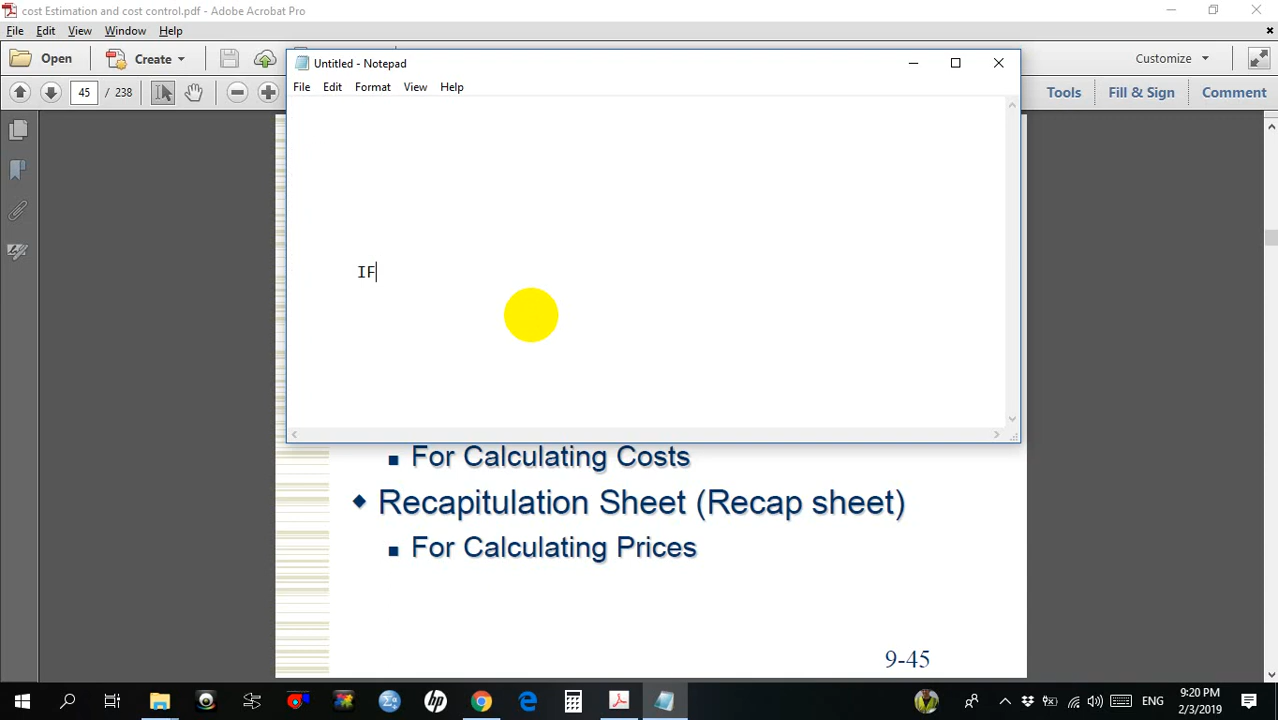 cost Estimation and cost control.pdf - Adobe Acrobat Pro
File Edit View Window Help
Open Create Customize
45 / 238 Tools Fill & Sign Comment
Untitled - Notepad
File Edit Format View Help
IF
For Calculating Costs
Recapitulation Sheet (Recap sheet)
For Calculating Prices
9-45
ENG
9:20 PM
2/3/2019